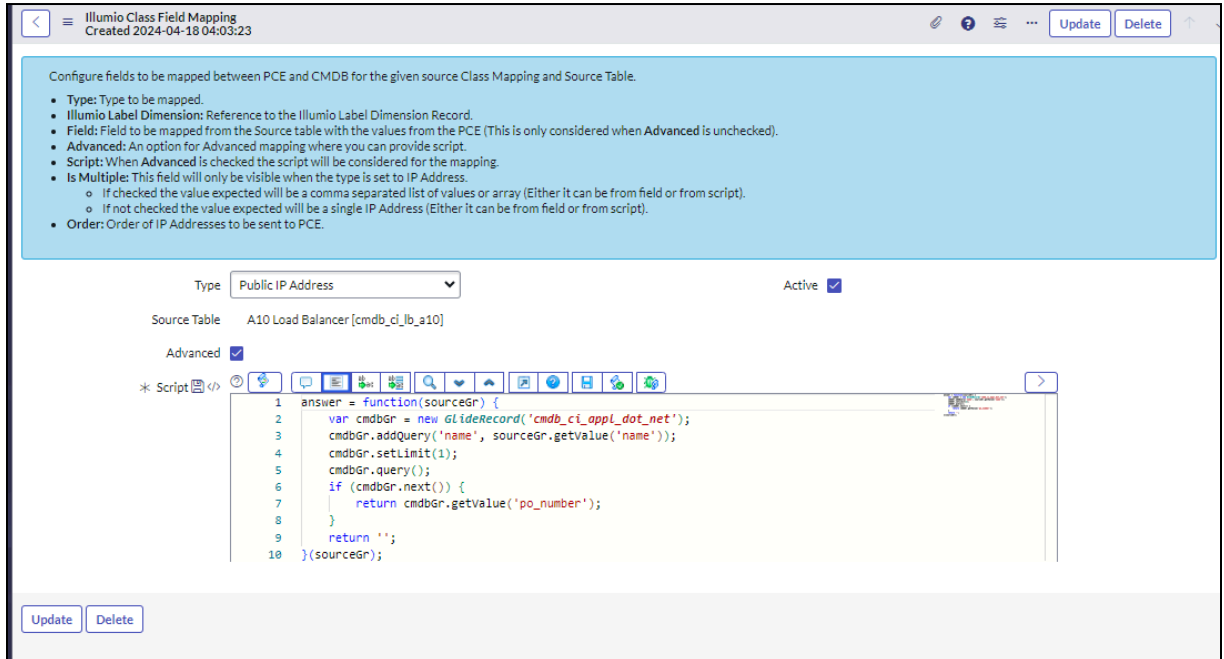 Illumio Class Field Mapping
Created 2024-04-18 04:03:23
Update
Delete
Configure fields to be mapped between PCE and CMDB for the given source Class Mapping and Source Table.
• Type: Type to be mapped.
• Illumio Label Dimension: Reference to the Illumio Label Dimension Record.
• Field: Field to be mapped from the Source table with the values from the PCE (This is only considered when Advanced is unchecked).
• Advanced: An option for Advanced mapping where you can provide script.
• Script: When Advanced is checked the script will be considered for the mapping.
• Is Multiple: This field will only be visible when the type is set to IP Address.
o If checked the value expected will be a comma separated list of values or array (Either it can be from field or from script).
o If not checked the value expected will be a single IP Address (Either it can be from field or from script).
• Order: Order of IP Addresses to be sent to PCE.
Type Public IP Address
Active
Source Table A10 Load Balancer [cmdb_ci_lb_a10]
Advanced
Script
1 answer = function(sourceGr) {
2 var cmdbGr = new GlideRecord('cmdb_ci_appl_dot_net');
3 cmdbGr.addQuery('name', sourceGr.getValue('name'));
4 cmdbGr.setLimit(1);
5 cmdbGr.query();
6 if (cmdbGr.next()) {
7 return cmdbGr.getValue('po_number');
8 }
9 return '';
10 }(sourceGr);
Update
Delete